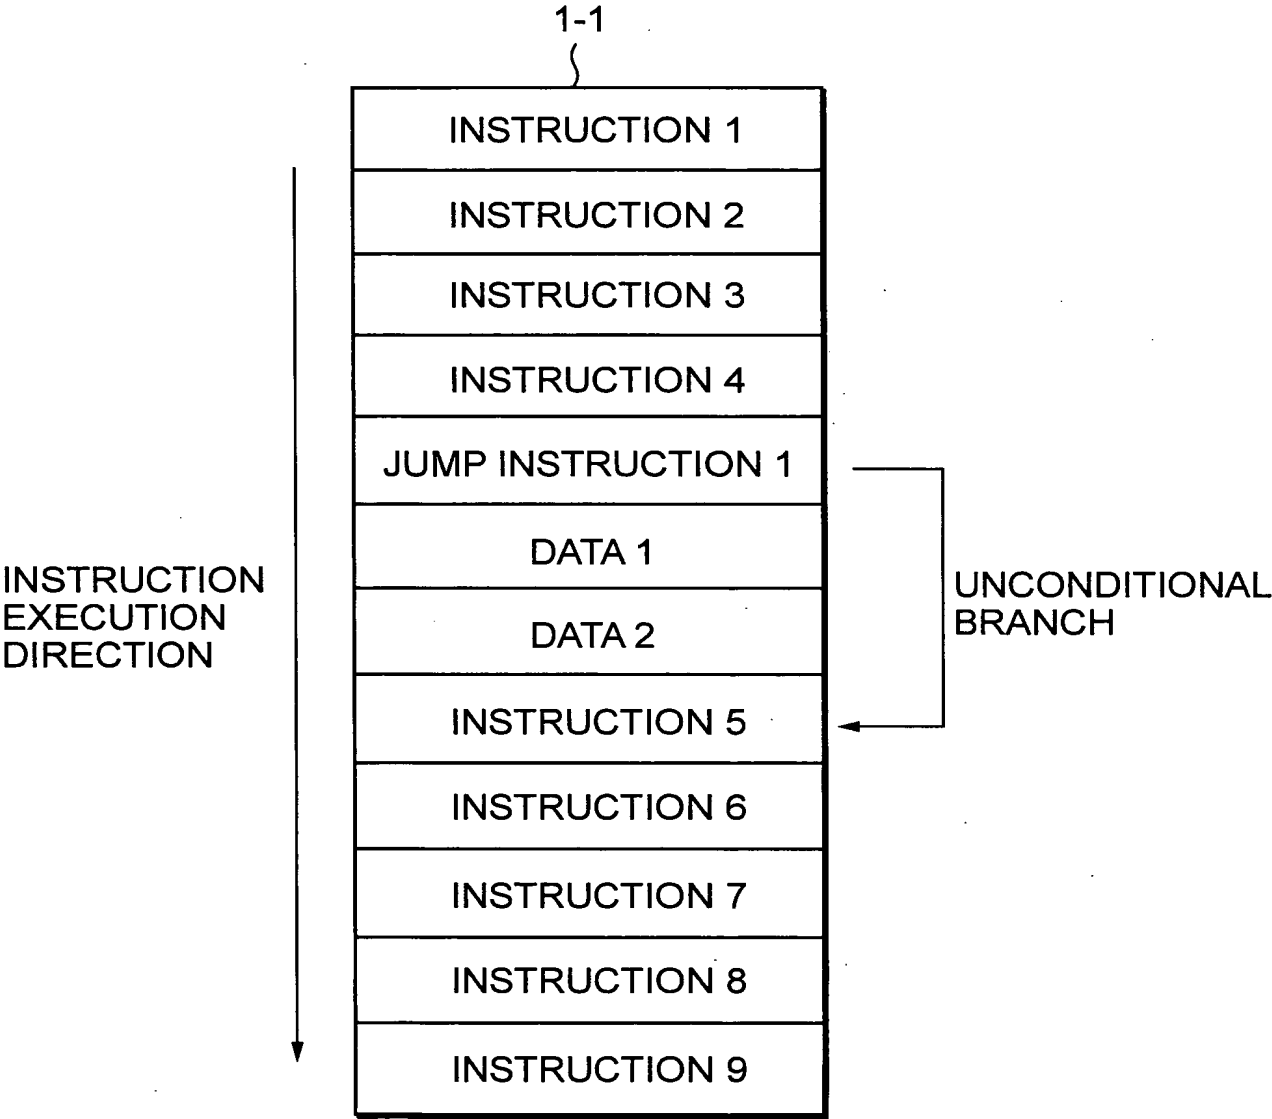 1-1
INSTRUCTION 1
INSTRUCTION 2
INSTRUCTION 3
INSTRUCTION 4
JUMP INSTRUCTION 1
DATA 1
DATA 2
INSTRUCTION 5
INSTRUCTION 6
INSTRUCTION 7
INSTRUCTION 8
INSTRUCTION 9
INSTRUCTION
EXECUTION
DIRECTION
UNCONDITIONAL
BRANCH